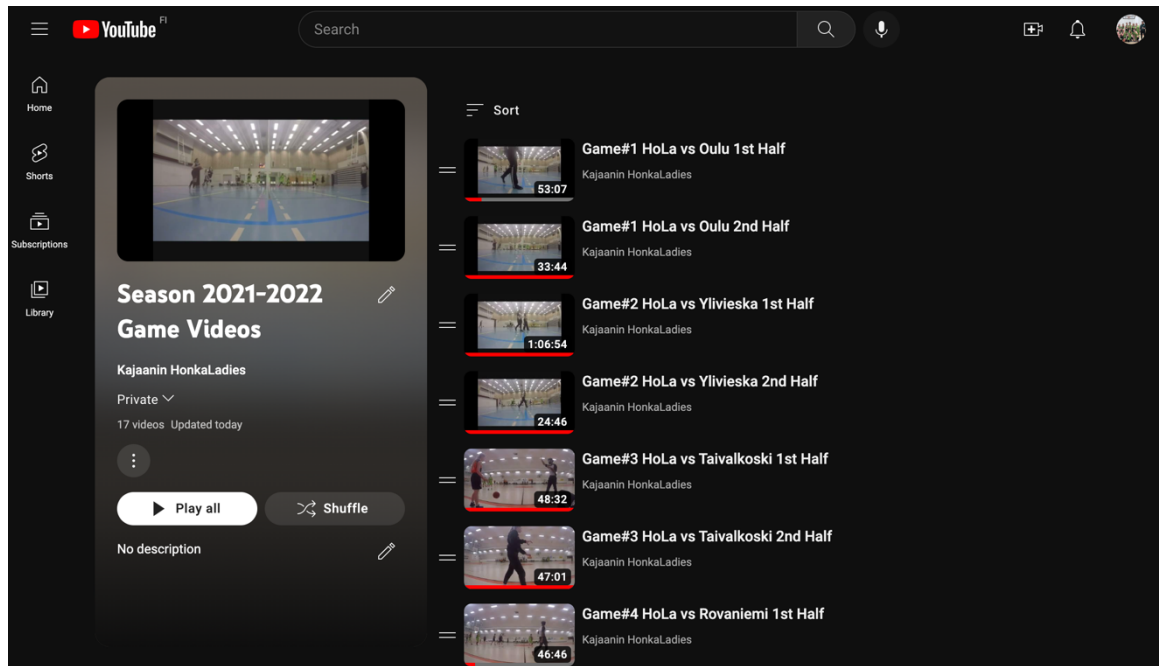 YouTube FI
Search
Home
Shorts
Subscriptions
Library
Season 2021-2022
Game Videos
Kajaanin HonkaLadies
Private
17 videos Updated today
Play all
Shuffle
No description
Sort
53:07
Game#1 HoLa vs Oulu 1st Half
Kajaanin HonkaLadies
33:44
Game#1 HoLa vs Oulu 2nd Half
Kajaanin HonkaLadies
1:06:54
Game#2 HoLa vs Ylivieska 1st Half
Kajaanin HonkaLadies
24:46
Game#2 HoLa vs Ylivieska 2nd Half
Kajaanin HonkaLadies
48:32
Game#3 HoLa vs Taivalkoski 1st Half
Kajaanin HonkaLadies
47:01
Game#3 HoLa vs Taivalkoski 2nd Half
Kajaanin HonkaLadies
46:46
Game#4 HoLa vs Rovaniemi 1st Half
Kajaanin HonkaLadies